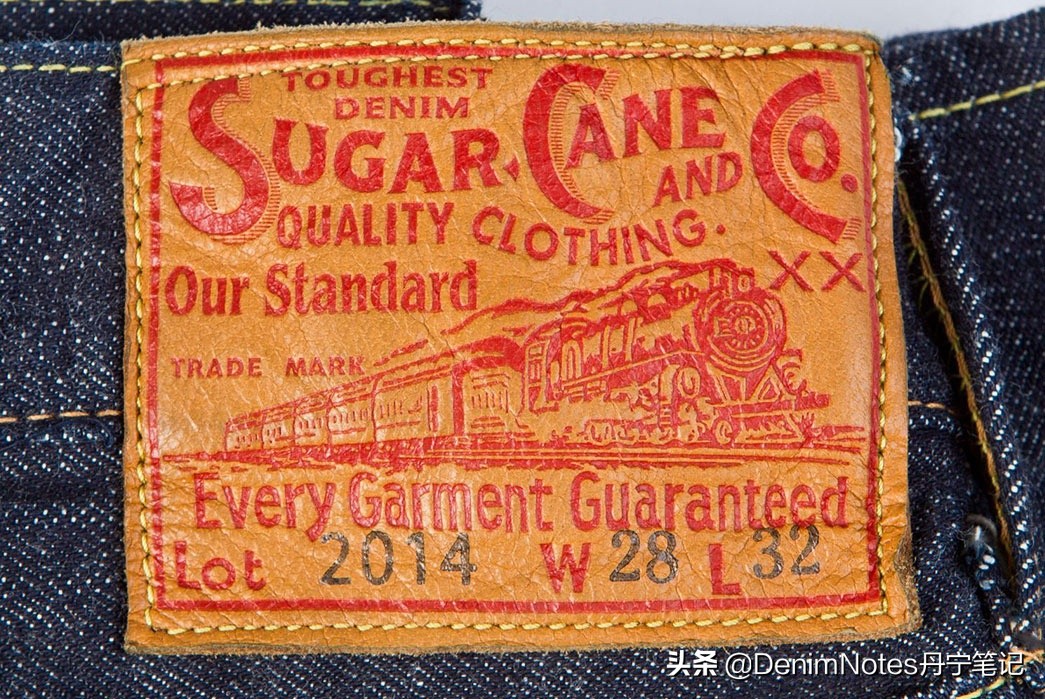 TOUGHEST
DENIM
SUGAR CANE CO.
AND
QUALITY CLOTHING.
Our Standard
XX
TRADE MARK
Every Garment Guaranteed
Lot 2014 W 28 L 32
头条 @DenimNotes丹宁笔记